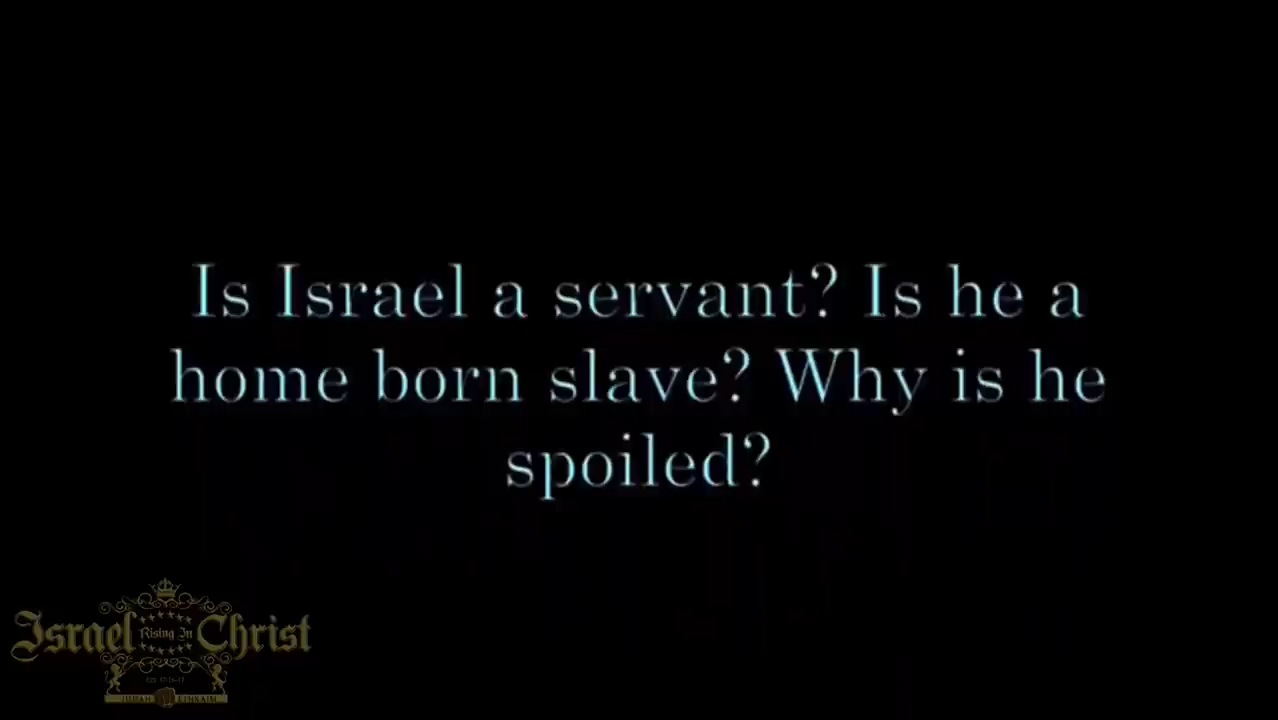 Is Israel a servant? Is he a
home born slave? Why is he
spoiled?
Israel Rising In Christ